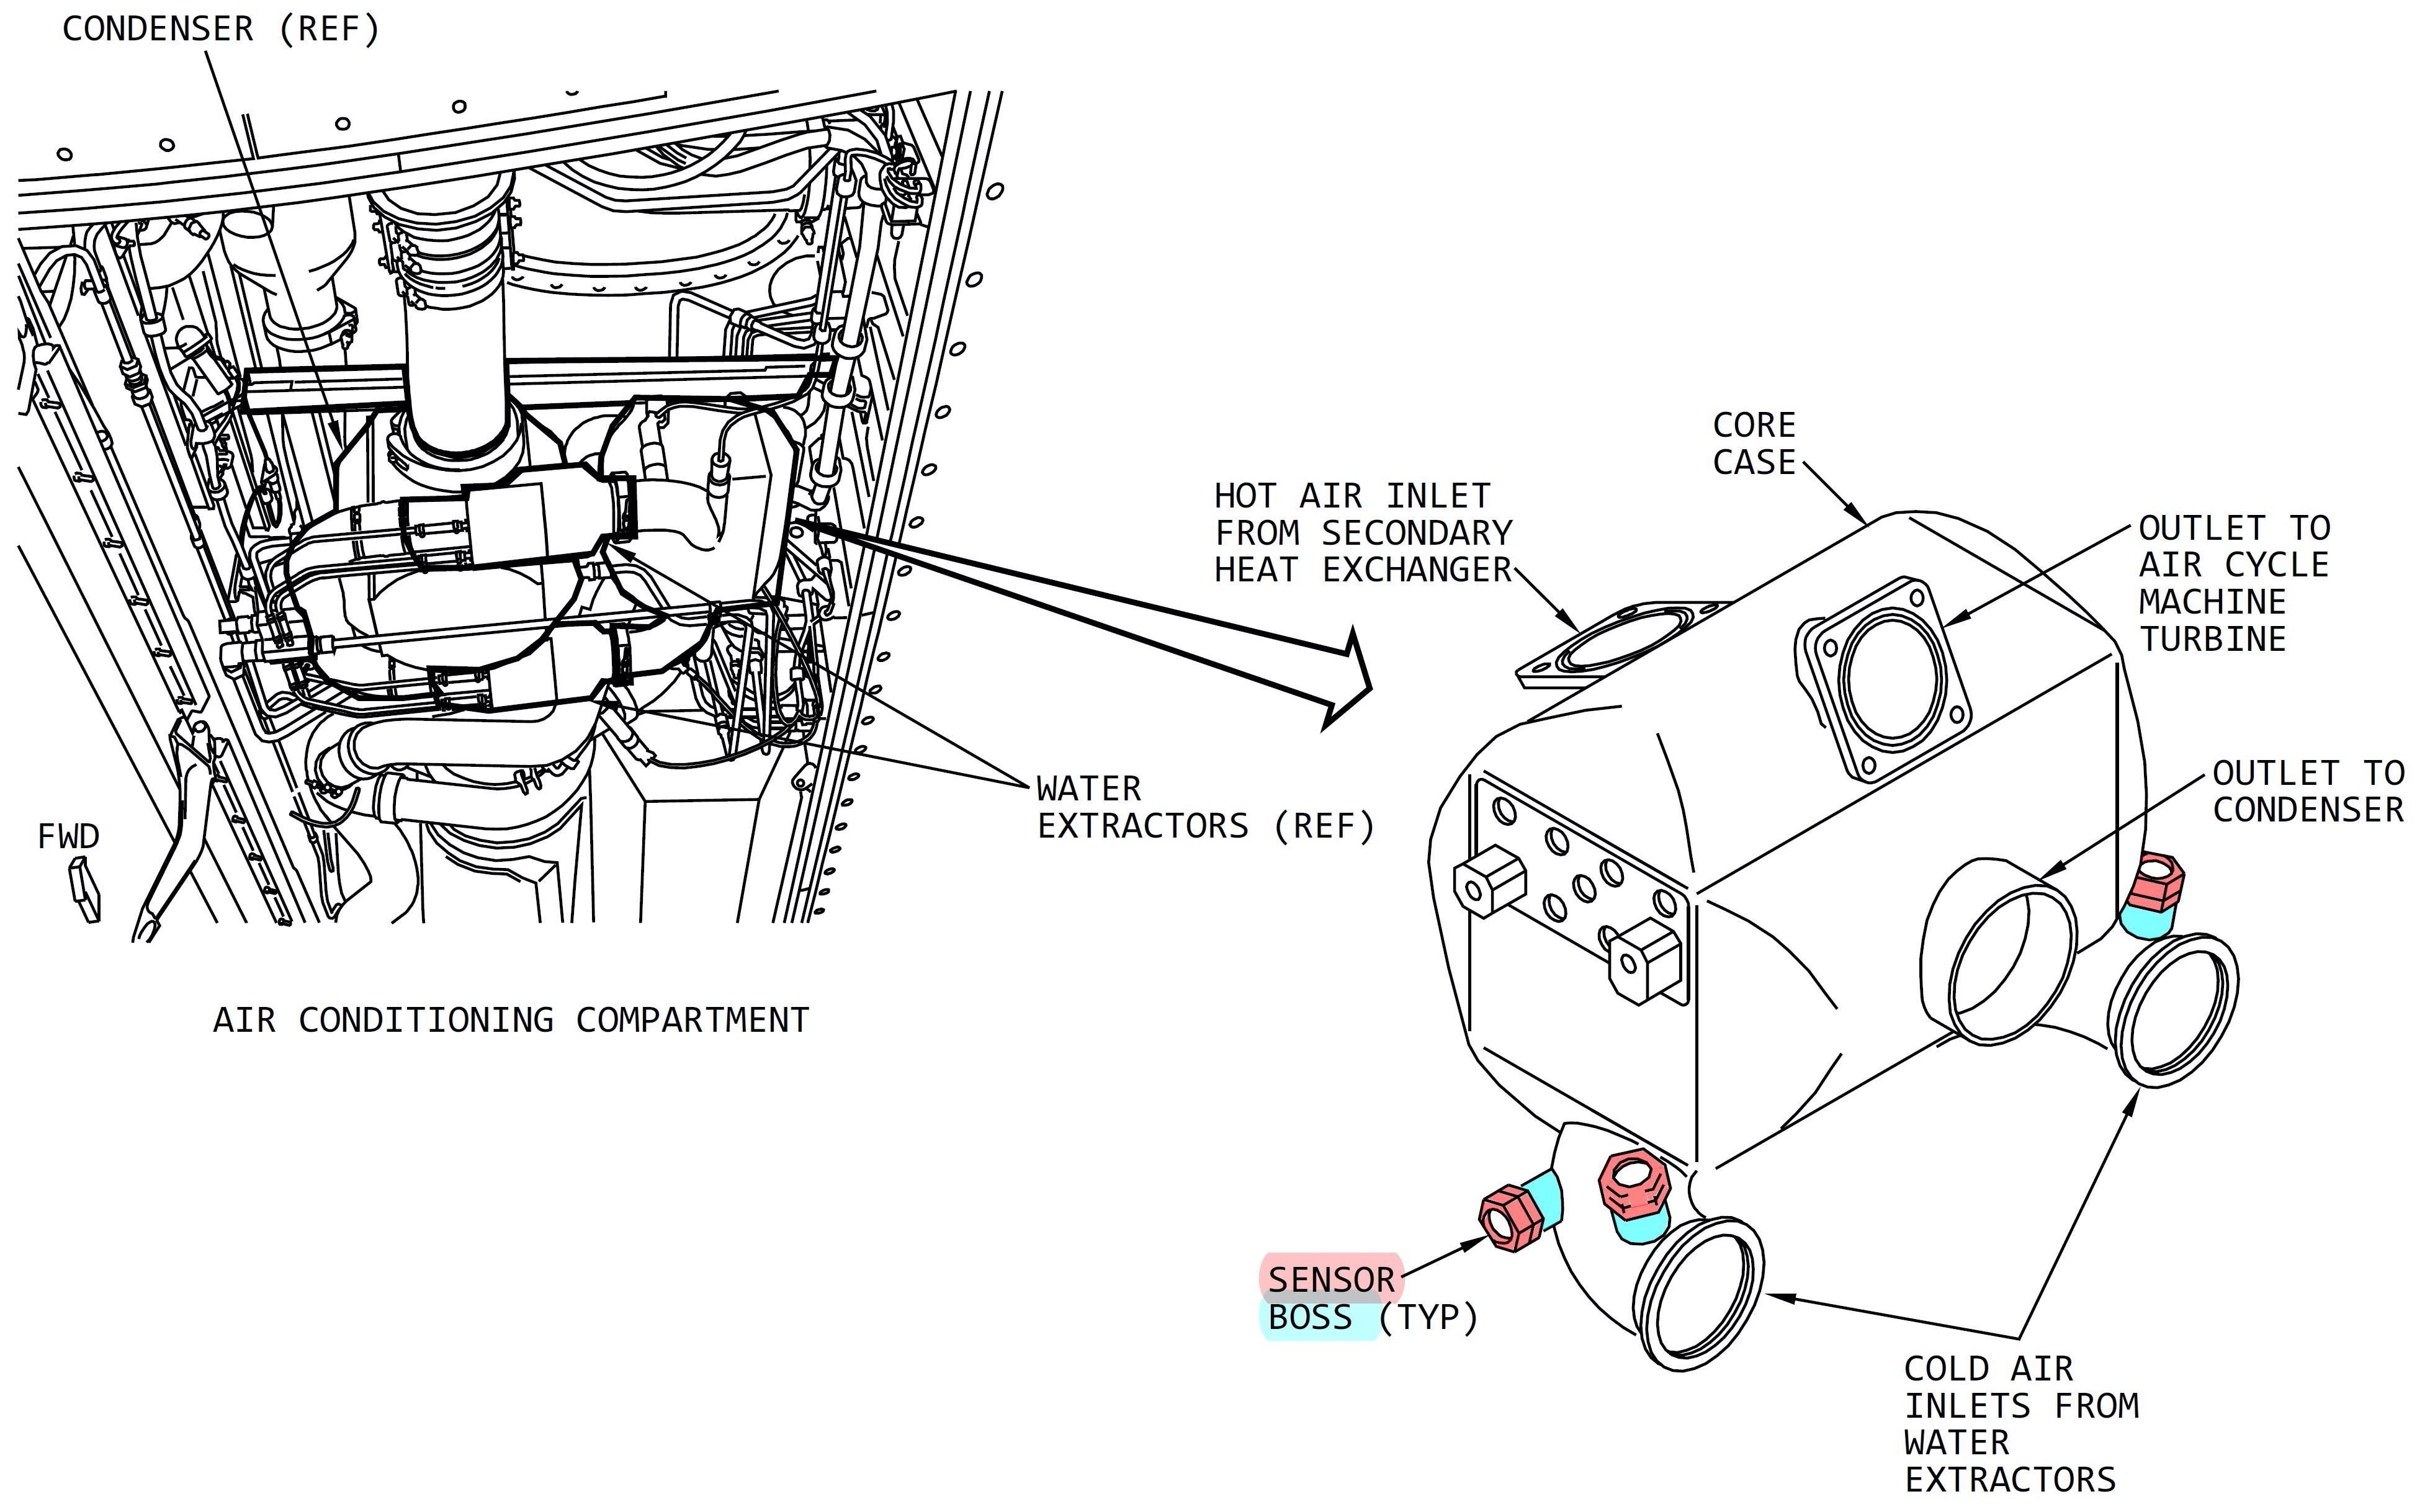 CONDENSER (REF)
CORE
CASE
HOT AIR INLET
FROM SECONDARY
HEAT EXCHANGER
OUTLET TO
AIR CYCLE
MACHINE
TURBINE
OUTLET TO
CONDENSER
WATER
EXTRACTORS (REF)
FWD
AIR CONDITIONING COMPARTMENT
SENSOR
BOSS (TYP)
COLD AIR
INLETS FROM
WATER
EXTRACTORS